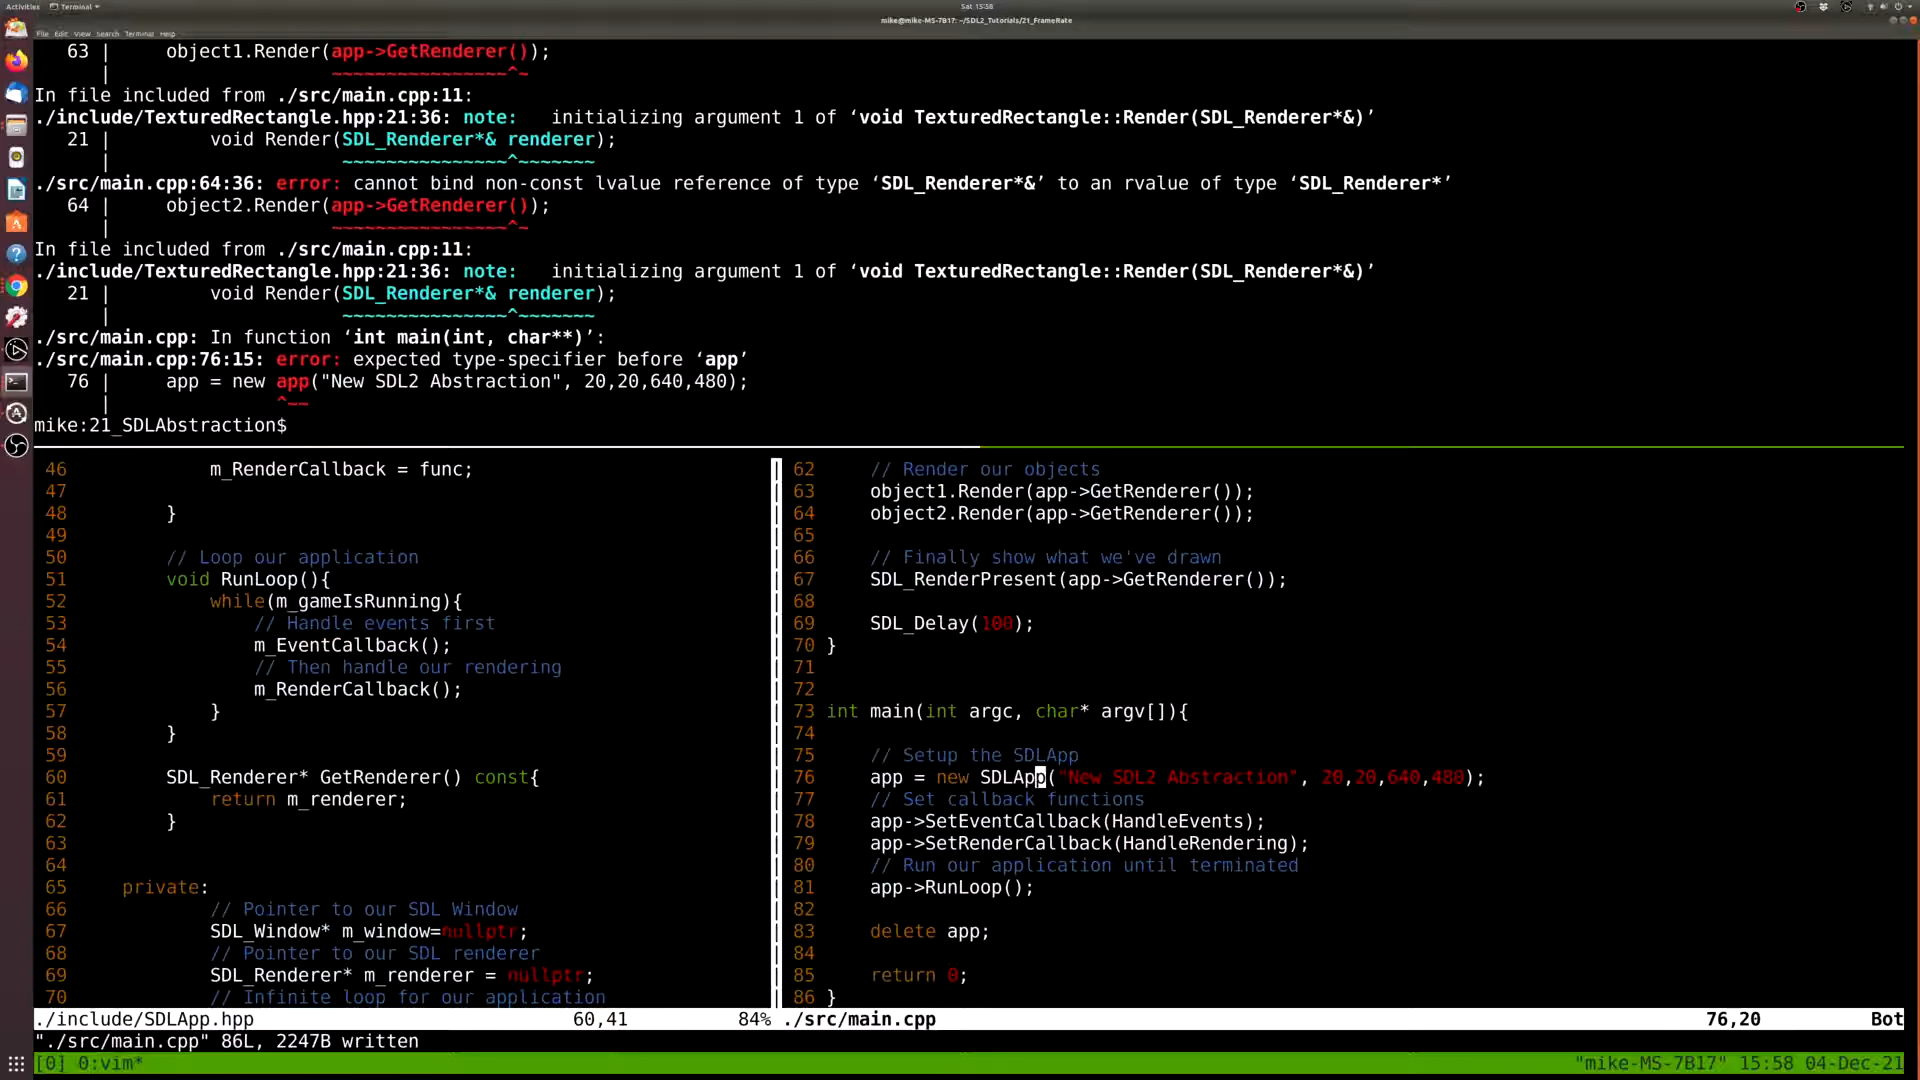 Activities Terminal Sat 15:58
mike@mike-MS-7B17: ~/SDL2_Tutorials/21_FrameRate
File Edit View Search Terminal Help
63 | object1.Render(app->GetRenderer());
| ~~~~~~~~~~~~~~~~^~
In file included from ./src/main.cpp:11:
./include/TexturedRectangle.hpp:21:36: note: initializing argument 1 of ‘void TexturedRectangle::Render(SDL_Renderer*&)’
21 | void Render(SDL_Renderer*& renderer);
| ~~~~~~~~~~~~~~~^~~~~~~~
./src/main.cpp:64:36: error: cannot bind non-const lvalue reference of type ‘SDL_Renderer*&’ to an rvalue of type ‘SDL_Renderer*’
64 | object2.Render(app->GetRenderer());
| ~~~~~~~~~~~~~~~~^~
In file included from ./src/main.cpp:11:
./include/TexturedRectangle.hpp:21:36: note: initializing argument 1 of ‘void TexturedRectangle::Render(SDL_Renderer*&)’
21 | void Render(SDL_Renderer*& renderer);
| ~~~~~~~~~~~~~~~^~~~~~~~
./src/main.cpp: In function ‘int main(int, char**)’:
./src/main.cpp:76:15: error: expected type-specifier before ‘app’
76 | app = new app("New SDL2 Abstraction", 20,20,640,480);
| ^~~
mike:21_SDLAbstraction$
46 m_RenderCallback = func;
47
48 }
49
50 // Loop our application
51 void RunLoop(){
52 while(m_gameIsRunning){
53 // Handle events first
54 m_EventCallback();
55 // Then handle our rendering
56 m_RenderCallback();
57 }
58 }
59
60 SDL_Renderer* GetRenderer() const{
61 return m_renderer;
62 }
63
64
65 private:
66 // Pointer to our SDL Window
67 SDL_Window* m_window=nullptr;
68 // Pointer to our SDL renderer
69 SDL_Renderer* m_renderer = nullptr;
70 // Infinite loop for our application
./include/SDLApp.hpp 60,41 84%
62 // Render our objects
63 object1.Render(app->GetRenderer());
64 object2.Render(app->GetRenderer());
65
66 // Finally show what we've drawn
67 SDL_RenderPresent(app->GetRenderer());
68
69 SDL_Delay(100);
70 }
71
72
73 int main(int argc, char* argv[]){
74
75 // Setup the SDLApp
76 app = new SDLApp("New SDL2 Abstraction", 20,20,640,480);
77 // Set callback functions
78 app->SetEventCallback(HandleEvents);
79 app->SetRenderCallback(HandleRendering);
80 // Run our application until terminated
81 app->RunLoop();
82
83 delete app;
84
85 return 0;
86 }
./src/main.cpp 76,20 Bot
"./src/main.cpp" 86L, 2247B written
[0] 0:vim* "mike-MS-7B17" 15:58 04-Dec-21